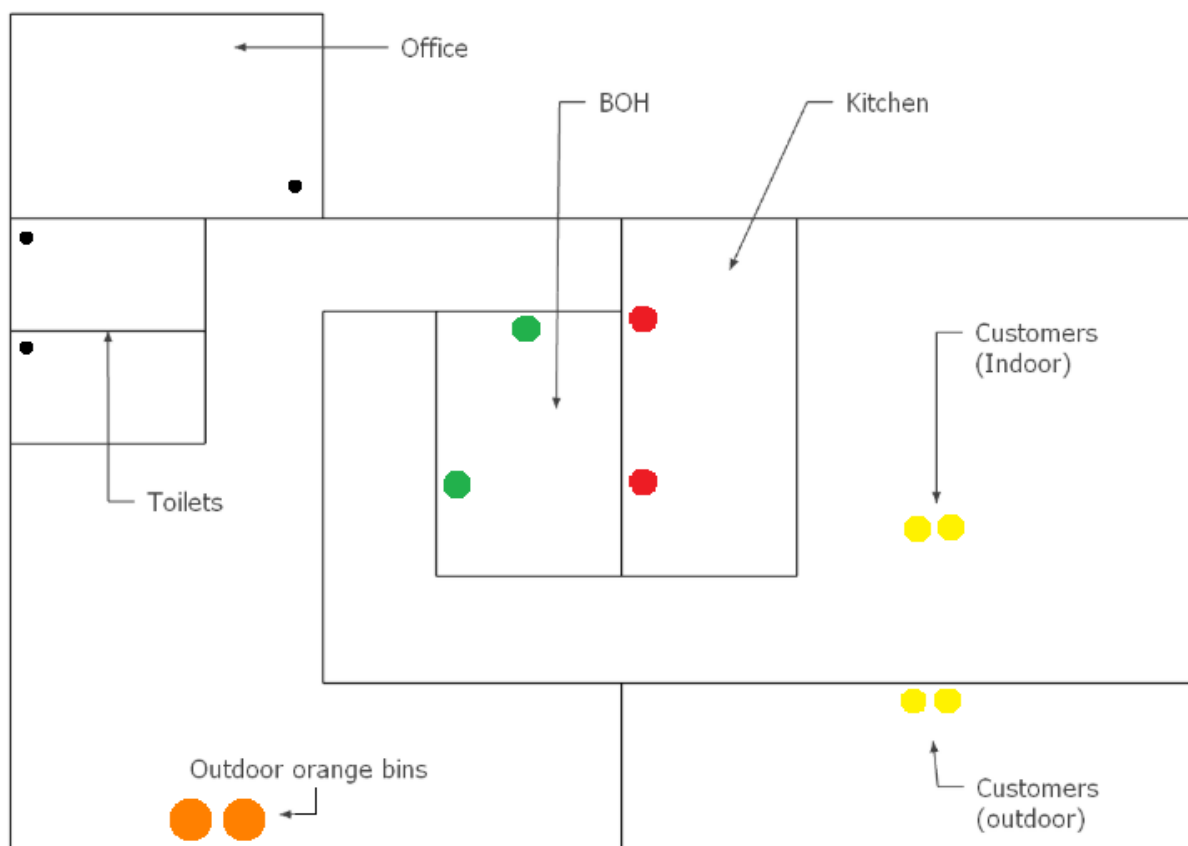 Office
BOH
Kitchen
Customers
(Indoor)
Toilets
Outdoor orange bins
Customers
(outdoor)